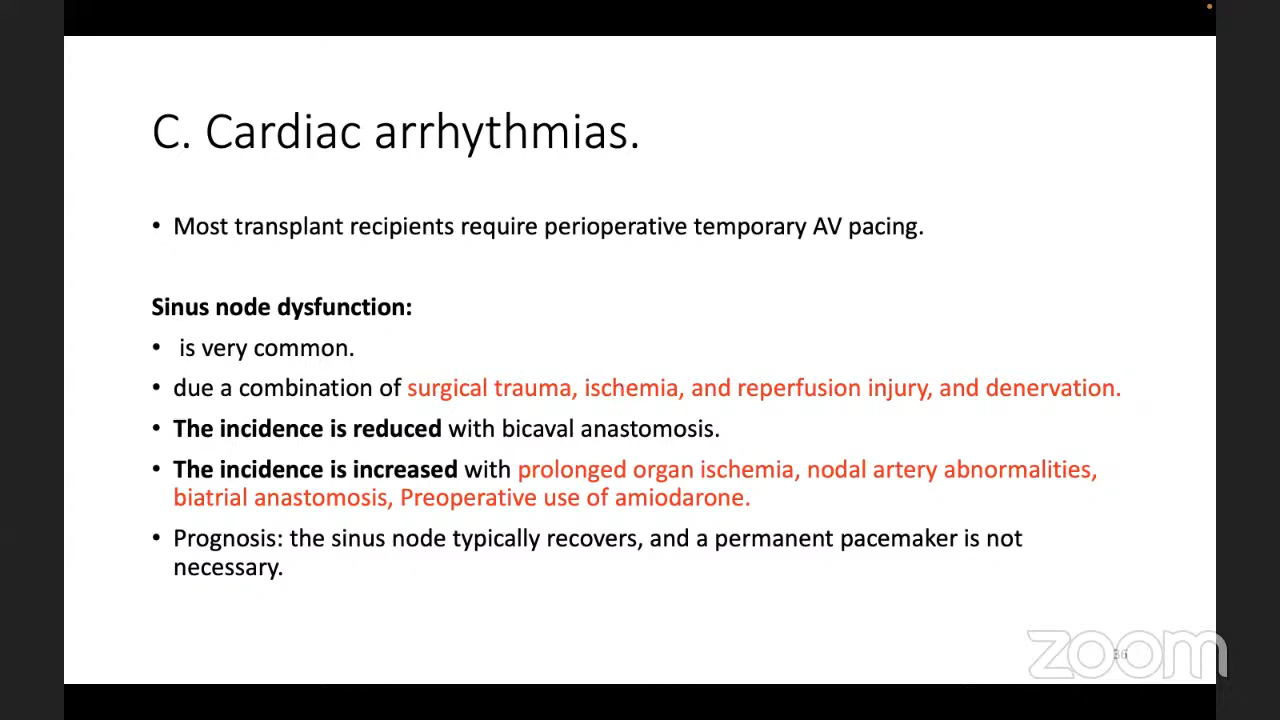 C. Cardiac arrhythmias.
• Most transplant recipients require perioperative temporary AV pacing.
Sinus node dysfunction:
• is very common.
• due a combination of surgical trauma, ischemia, and reperfusion injury, and denervation.
• The incidence is reduced with bicaval anastomosis.
• The incidence is increased with prolonged organ ischemia, nodal artery abnormalities,
biatrial anastomosis, Preoperative use of amiodarone.
• Prognosis: the sinus node typically recovers, and a permanent pacemaker is not
necessary.
36
zoom